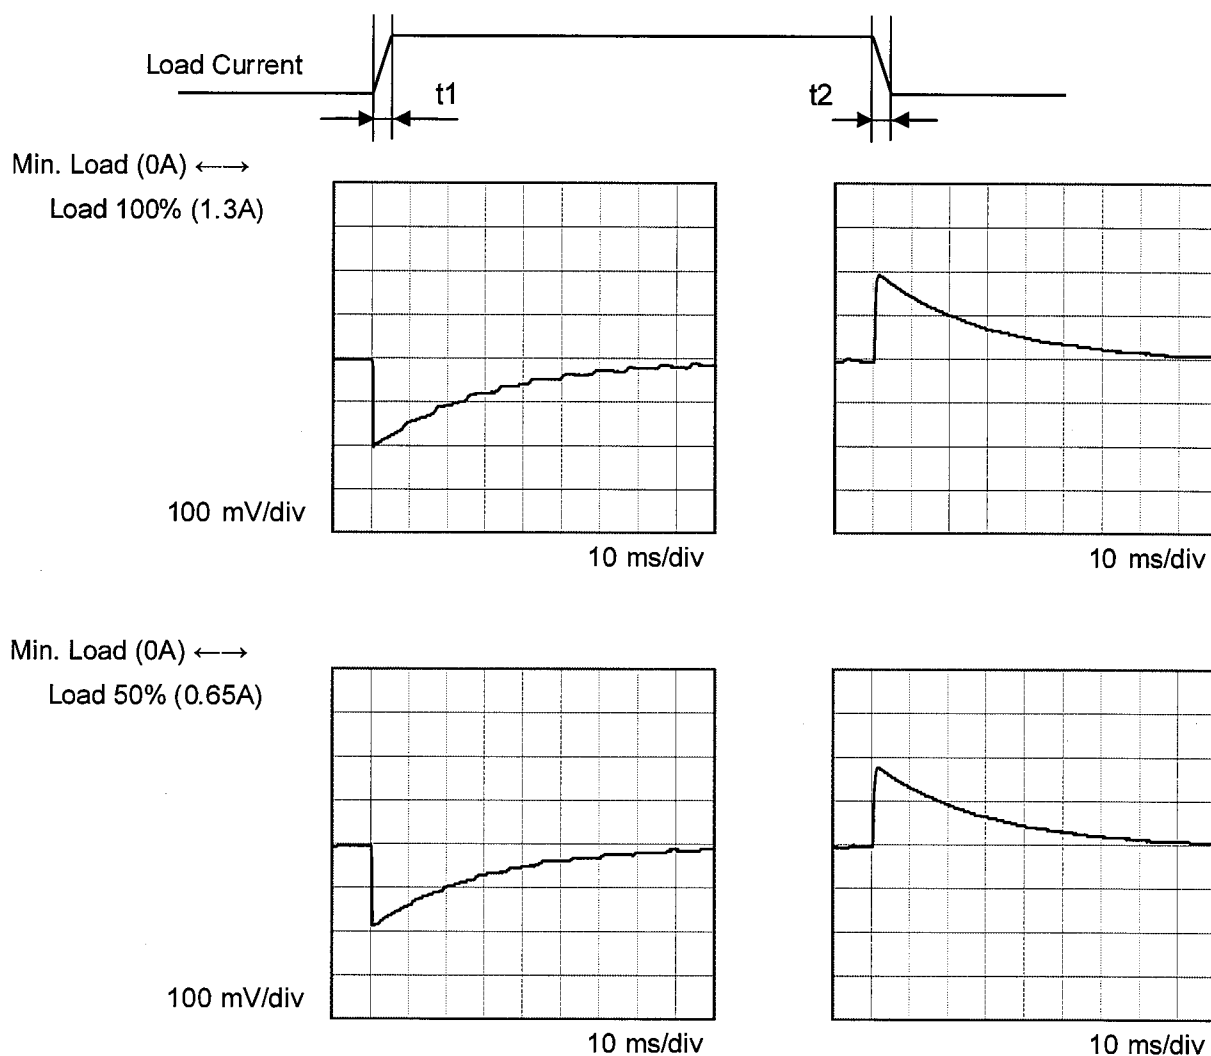 Load Current
t1
t2
Min. Load (0A) ←→
Load 100% (1.3A)
100 mV/div
10 ms/div
10 ms/div
Min. Load (0A) ←→
Load 50% (0.65A)
100 mV/div
10 ms/div
10 ms/div